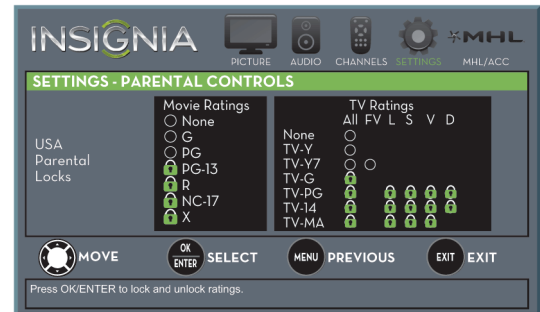 INSIGNIA
PICTURE AUDIO CHANNELS SETTINGS MHL MHL/ACC
SETTINGS - PARENTAL CONTROLS
USA
Parental
Locks
Movie Ratings
None
G
PG
PG-13
R
NC-17
X
TV Ratings
All FV L S V D
None
TV-Y
TV-Y7
TV-G
TV-PG
TV-14
TV-MA
MOVE OK/ENTER SELECT MENU PREVIOUS EXIT EXIT
Press OK/ENTER to lock and unlock ratings.